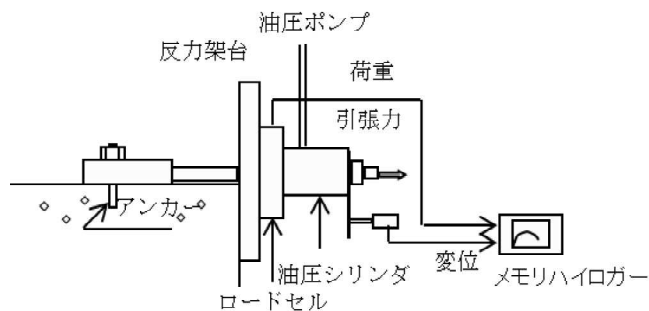 油圧ポンプ
反力架台
荷重
引張力
アンカー
変位
油圧シリンダ
メモリハイロガー
ロードセル